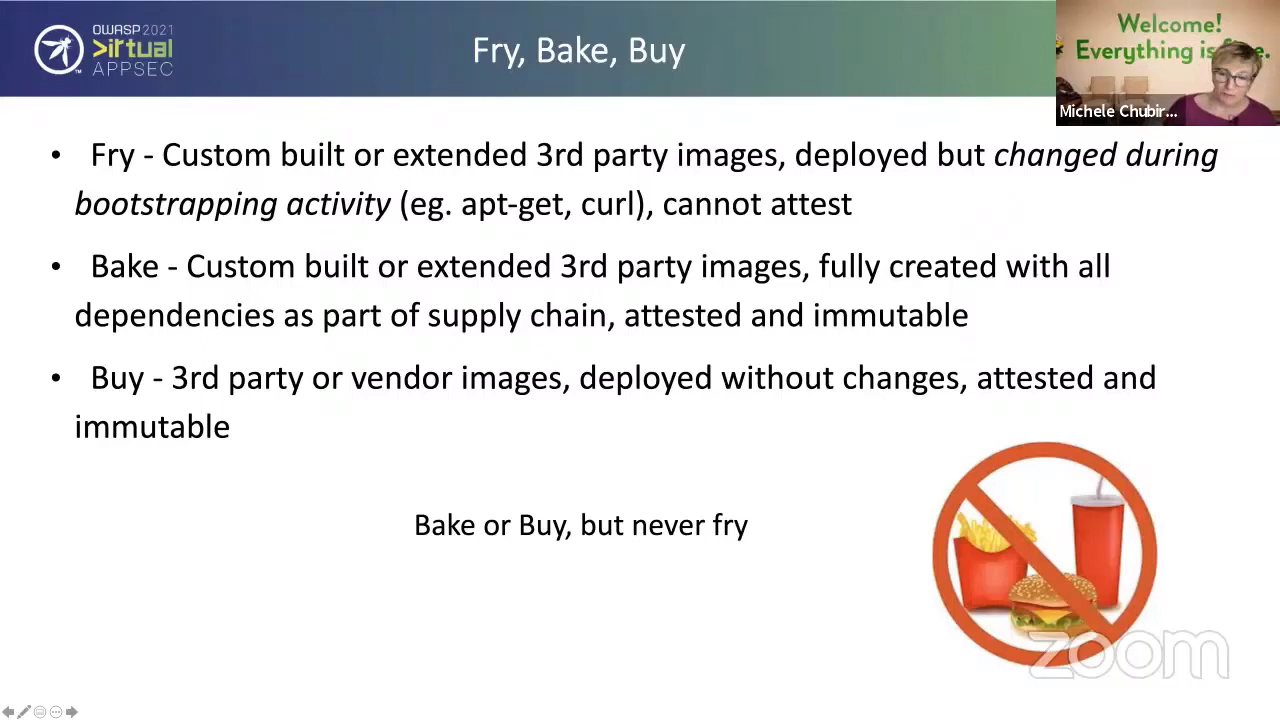 OWASP 2021
Virtual
APPSEC
Fry, Bake, Buy
Welcome!
Everything is
Michele Chubir...
• Fry - Custom built or extended 3rd party images, deployed but changed during
bootstrapping activity (eg. apt-get, curl), cannot attest
• Bake - Custom built or extended 3rd party images, fully created with all
dependencies as part of supply chain, attested and immutable
• Buy - 3rd party or vendor images, deployed without changes, attested and
immutable
Bake or Buy, but never fry
zoom